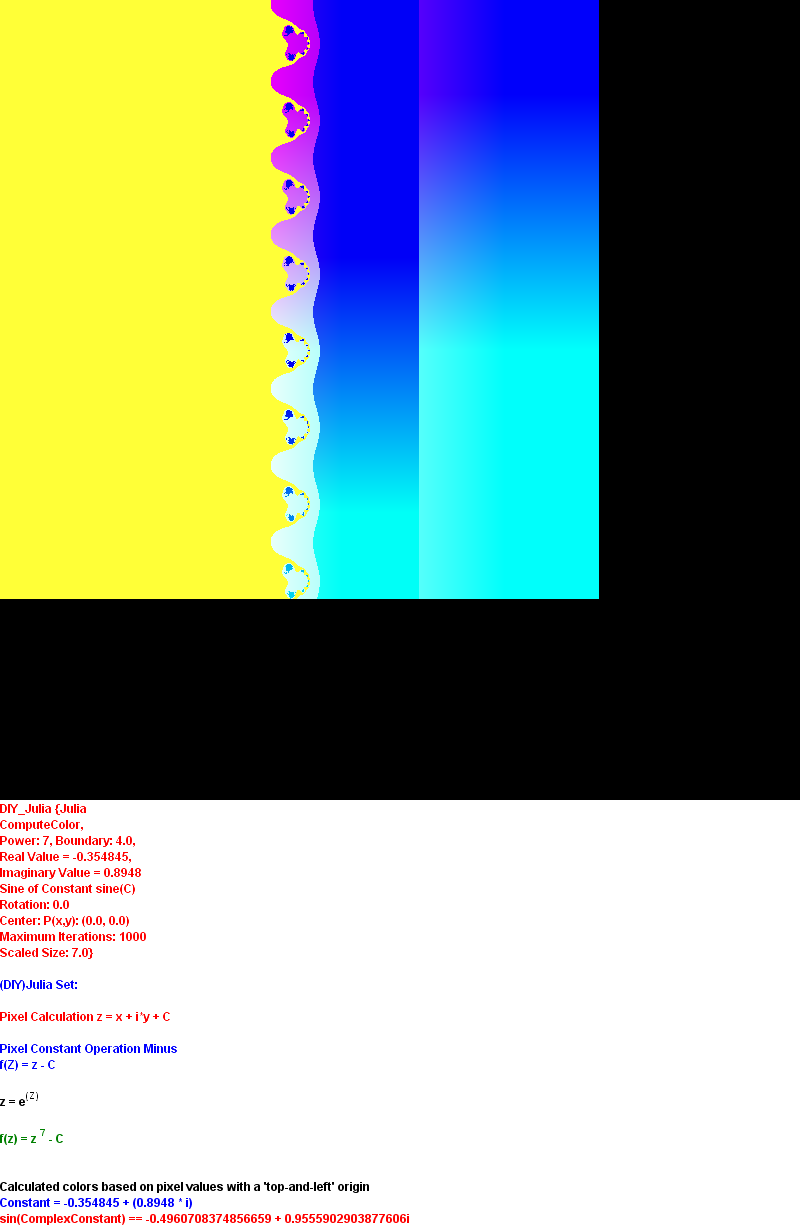 DIY_Julia {Julia
ComputeColor,
Power: 7, Boundary: 4.0,
Real Value = -0.354845,
Imaginary Value = 0.8948
Sine of Constant sine(C)
Rotation: 0.0
Center: P(x,y): (0.0, 0.0)
Maximum Iterations: 1000
Scaled Size: 7.0}
(DIY)Julia Set:
Pixel Calculation z = x + i*y + C
Pixel Constant Operation Minus
f(Z) = z - C
z = e(Z)
f(z) = z 7 - C
Calculated colors based on pixel values with a 'top-and-left' origin
Constant = -0.354845 + (0.8948 * i)
sin(ComplexConstant) == -0.4960708374856659 + 0.9555902903877606i